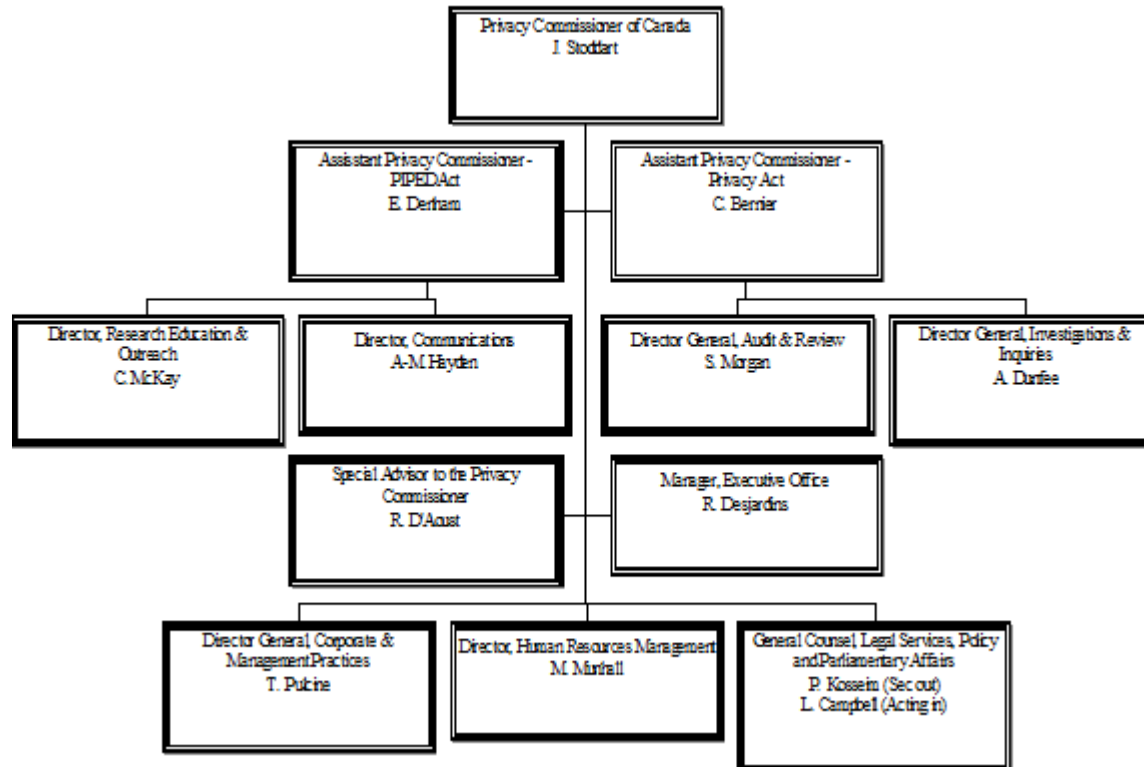 Privacy Commissioner of Canada
J. Stoddart
Assistant Privacy Commissioner -
PIPED Act
E. Denham
Assistant Privacy Commissioner -
Privacy Act
C. Bernier
Director, Research Education &
Outreach
C. McKay
Director, Communications
A-M. Hayden
Director General, Audit & Review
S. Morgan
Director General, Investigations &
Inquiries
A. Dunfee
Special Advisor to the Privacy
Commissioner
R. D'Aoust
Manager, Executive Office
R. Desjardins
Director General, Corporate &
Management Practices
T. Pulcine
Director, Human Resources Management
M. Munhall
General Counsel, Legal Services, Policy
and Parliamentary Affairs
P. Kosseim (Sec out)
L. Campbell (Acting in)